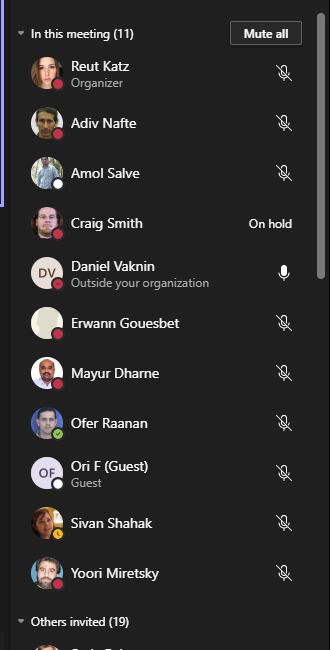 In this meeting (11)
Mute all
Reut Katz
Organizer
Adiv Nafte
Amol Salve
Craig Smith
On hold
DV
Daniel Vaknin
Outside your organization
Erwann Gouesbet
Mayur Dharne
Ofer Raanan
OF
Ori F (Guest)
Guest
Sivan Shahak
Yoori Miretsky
Others invited (19)